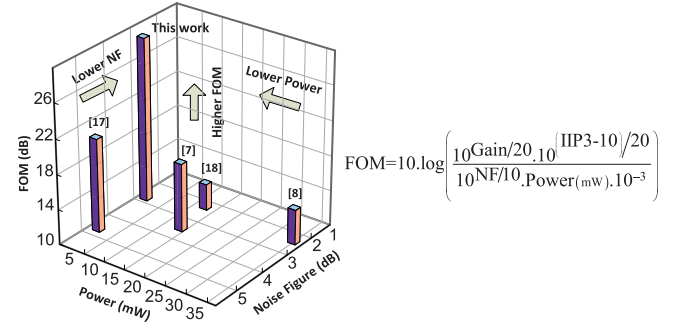 This work
Lower NF
Lower Power
Higher FOM
26
22
18
14
10
FOM (dB)
[17]
[7]
[18]
[8]
5
10
15
20
25
30
35
Power (mW)
5
4
3
2
1
Noise Figure (dB)
FOM=10.log(10^Gain/20.10^(IIP3-10)/20
10^NF/10.Power(mW).10^−3)